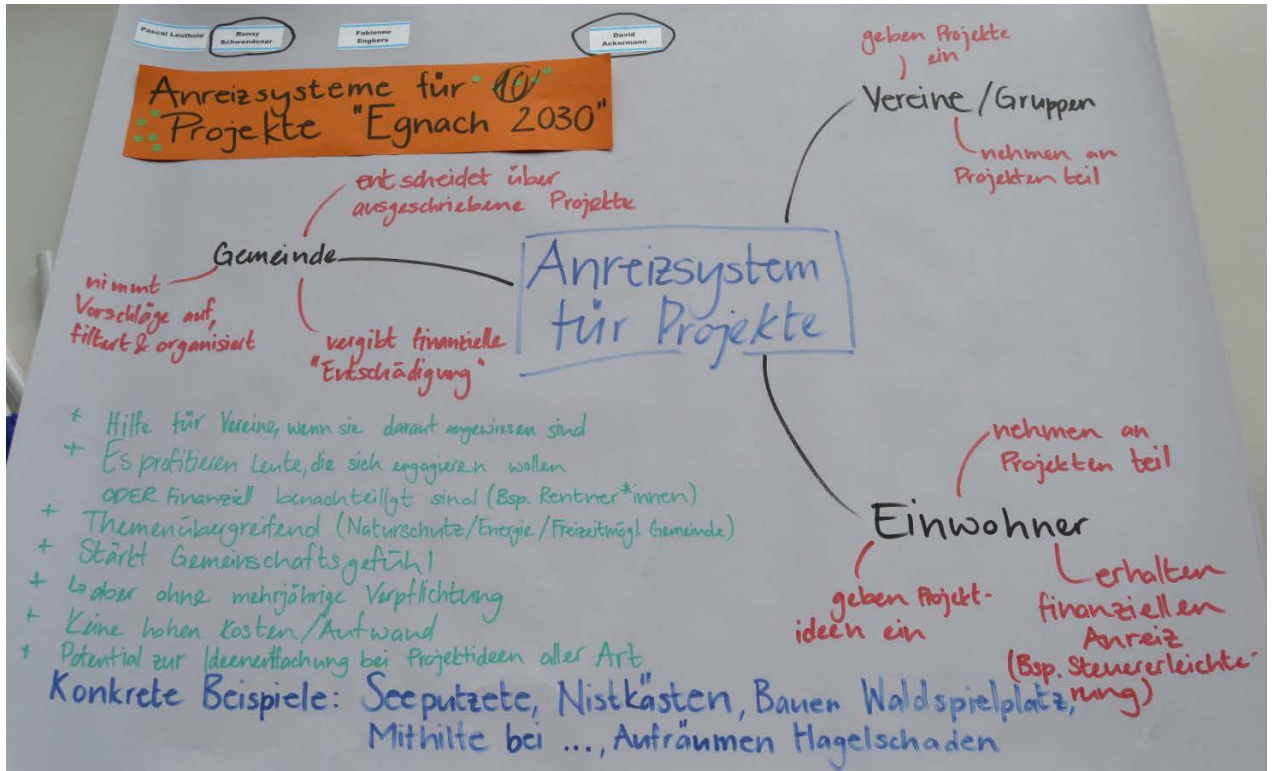 Pascal Leuthold
Ronny
Schwendener
Fabienne
Engbers
David
Ackermann
Anreizsysteme für 10
Projekte "Egnach 2030"
geben Projekte
ein
Vereine/Gruppen
nehmen an
Projekten teil
entscheidet über
ausgeschriebene Projekte
Gemeinde
nimmt
Vorschläge auf,
filtert & organisiert
vergibt finanzielle
"Entschädigung"
Anreizsystem
für Projekte
+ Hilfe für Vereine, wenn sie darauf angewiesen sind
+ Es profitieren Leute, die sich engagieren wollen
ODER Finanziell benachteiligt sind (Bsp. Rentner*innen)
+ Themenübergreifend (Naturschutz/Energie/Freizeitmögl. Gemeinde)
+ Stärkt Gemeinschaftsgefühl
+ ↳ aber ohne mehrjährige Verpflichtung
+ Keine hohen Kosten/Aufwand
+ Potential zur Ideenentfachung bei Projektideen aller Art
nehmen an
Projekten teil
Einwohner
geben Projekt-
ideen ein
erhalten
finanziellen
Anreiz
(Bsp. Steuererleichte-
rung)
Konkrete Beispiele: Seeputzete, Nistkästen, Bauen Waldspielplatz,
Mithilfe bei ..., Aufräumen Hagelschaden